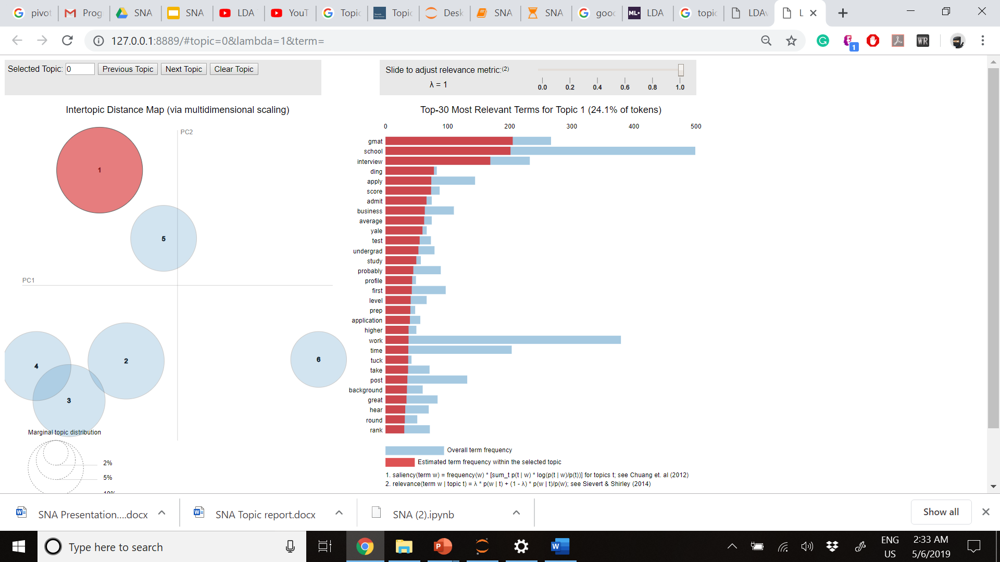 pivot
Prog
SNA
SNA
LDA
YouT
Topic
Topic
Desk
SNA
SNA
good
ML
LDA
topic
LDAv
L
127.0.0.1:8889/#topic=0&lambda=1&term=
1
WR
Selected Topic: 0 Previous Topic Next Topic Clear Topic
Slide to adjust relevance metric:(2)
λ = 1
0.0 0.2 0.4 0.6 0.8 1.0
Intertopic Distance Map (via multidimensional scaling)
PC2
1
5
PC1
4
2
6
3
Marginal topic distribution
2%
5%
10%
Top-30 Most Relevant Terms for Topic 1 (24.1% of tokens)
0 100 200 300 400 500
gmat
school
interview
ding
apply
score
admit
business
average
yale
test
undergrad
study
probably
profile
first
level
prep
application
higher
work
time
tuck
take
post
background
great
hear
round
rank
Overall term frequency
Estimated term frequency within the selected topic
1. saliency(term w) = frequency(w) * [sum_t p(t | w) * log(p(t | w)/p(t))] for topics t; see Chuang et. al (2012)
2. relevance(term w | topic t) = λ * p(w | t) + (1 - λ) * p(w | t)/p(w); see Sievert & Shirley (2014)
SNA Presentation....docx
SNA Topic report.docx
SNA (2).ipynb
Show all
Type here to search
ENG
US
2:33 AM
5/6/2019